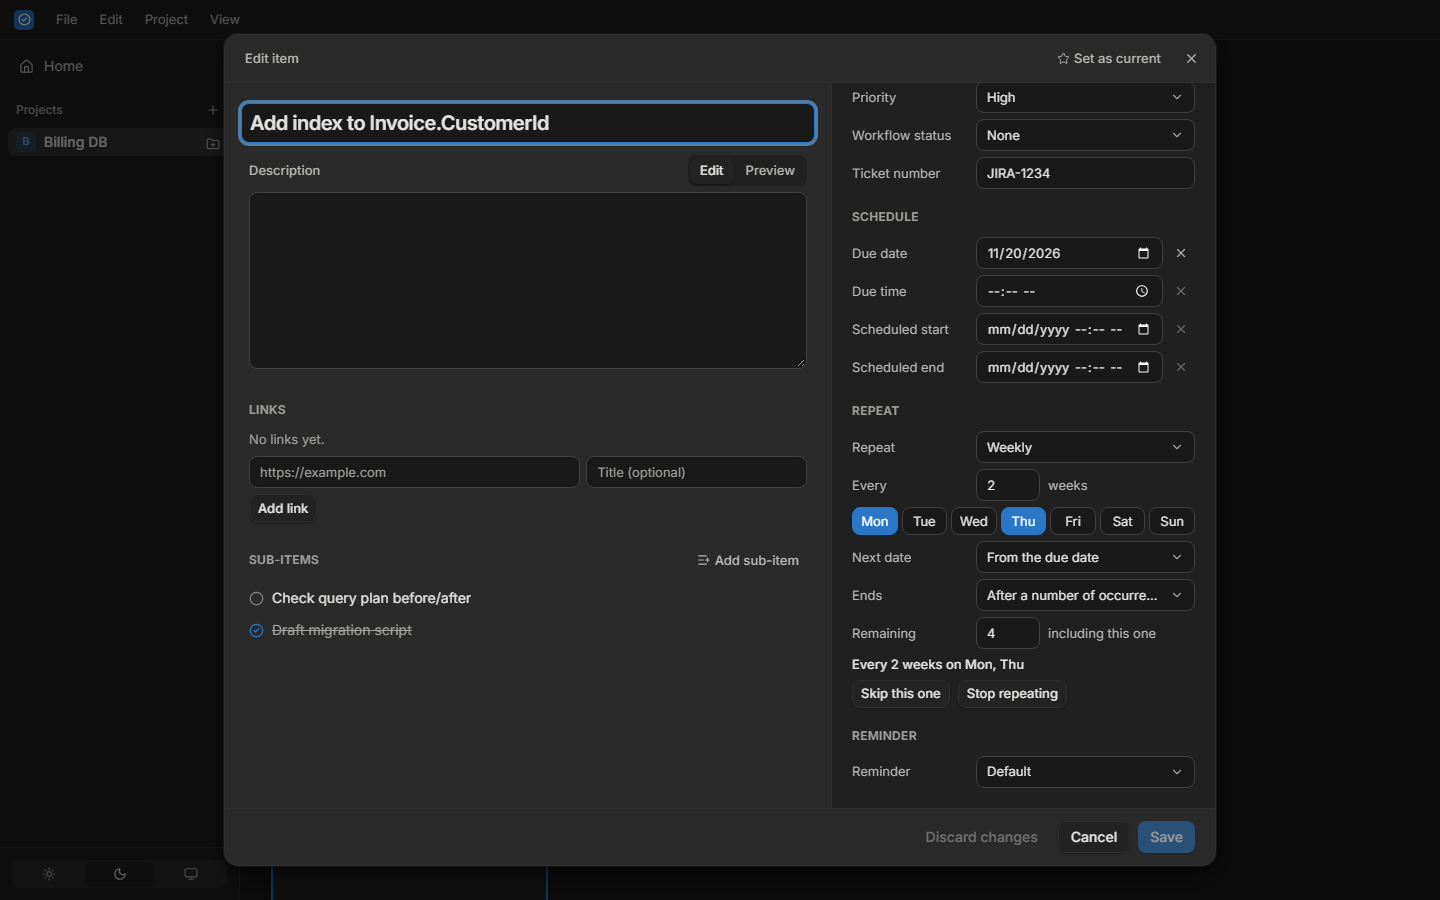 File Edit Project View
Home
Projects
B Billing DB
Edit item
Set as current
Add index to Invoice.CustomerId
Description
Edit Preview
LINKS
No links yet.
https://example.com Title (optional)
Add link
SUB-ITEMS
Add sub-item
Check query plan before/after
Draft migration script
Priority High
Workflow status None
Ticket number JIRA-1234
SCHEDULE
Due date 11/20/2026
Due time --:-- --
Scheduled start mm/dd/yyyy --:-- --
Scheduled end mm/dd/yyyy --:-- --
REPEAT
Repeat Weekly
Every 2 weeks
Mon Tue Wed Thu Fri Sat Sun
Next date From the due date
Ends After a number of occurre...
Remaining 4 including this one
Every 2 weeks on Mon, Thu
Skip this one Stop repeating
REMINDER
Reminder Default
Discard changes Cancel Save